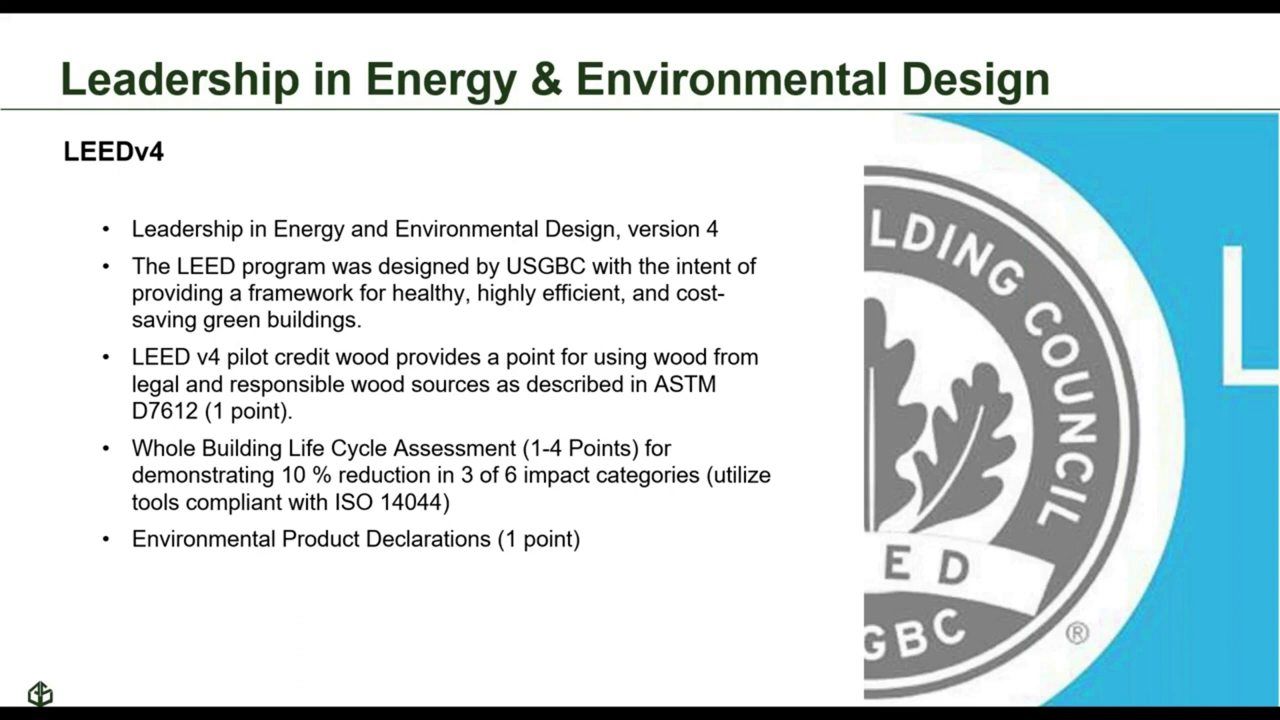 Leadership in Energy & Environmental Design
LEEDv4
• Leadership in Energy and Environmental Design, version 4
• The LEED program was designed by USGBC with the intent of
providing a framework for healthy, highly efficient, and cost-
saving green buildings.
• LEED v4 pilot credit wood provides a point for using wood from
legal and responsible wood sources as described in ASTM
D7612 (1 point).
• Whole Building Life Cycle Assessment (1-4 Points) for
demonstrating 10 % reduction in 3 of 6 impact categories (utilize
tools compliant with ISO 14044)
• Environmental Product Declarations (1 point)
LDING COUNCIL
ED
GBC
®
L